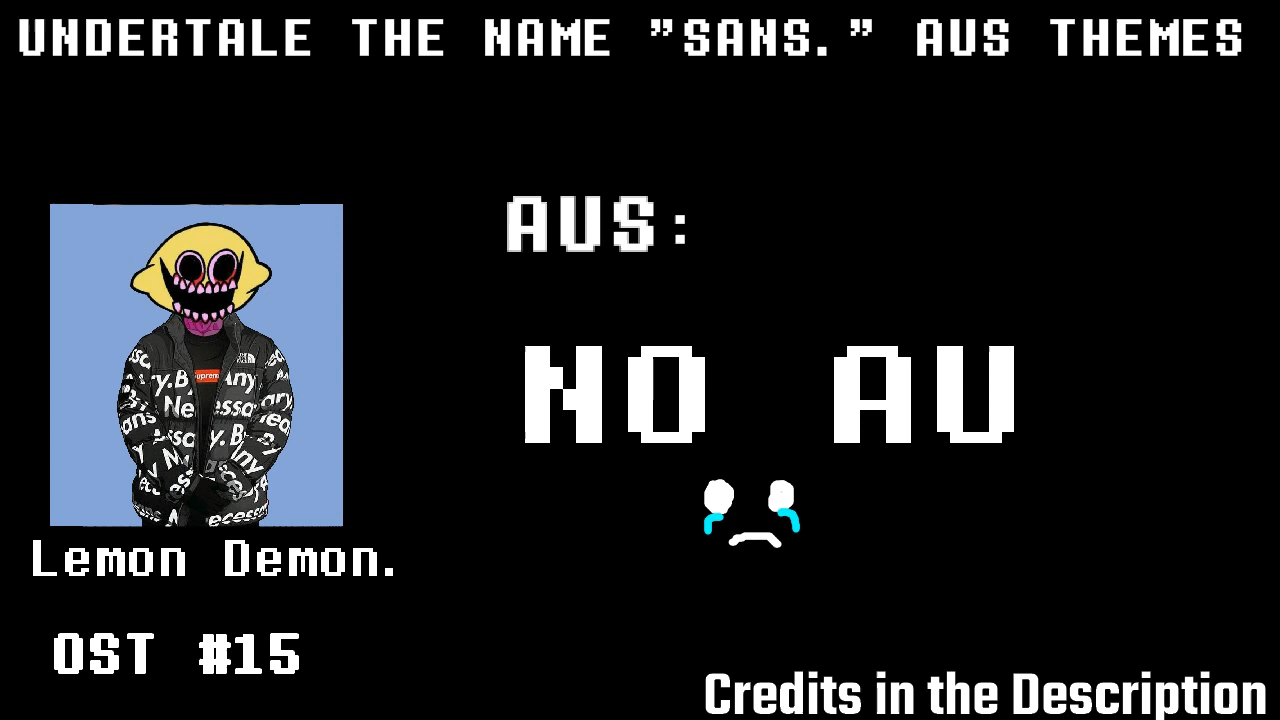 UNDERTALE THE NAME ”SANS.” AUS THEMES
AUS:
NO AU
Lemon Demon.
OST #15
Credits in the Description